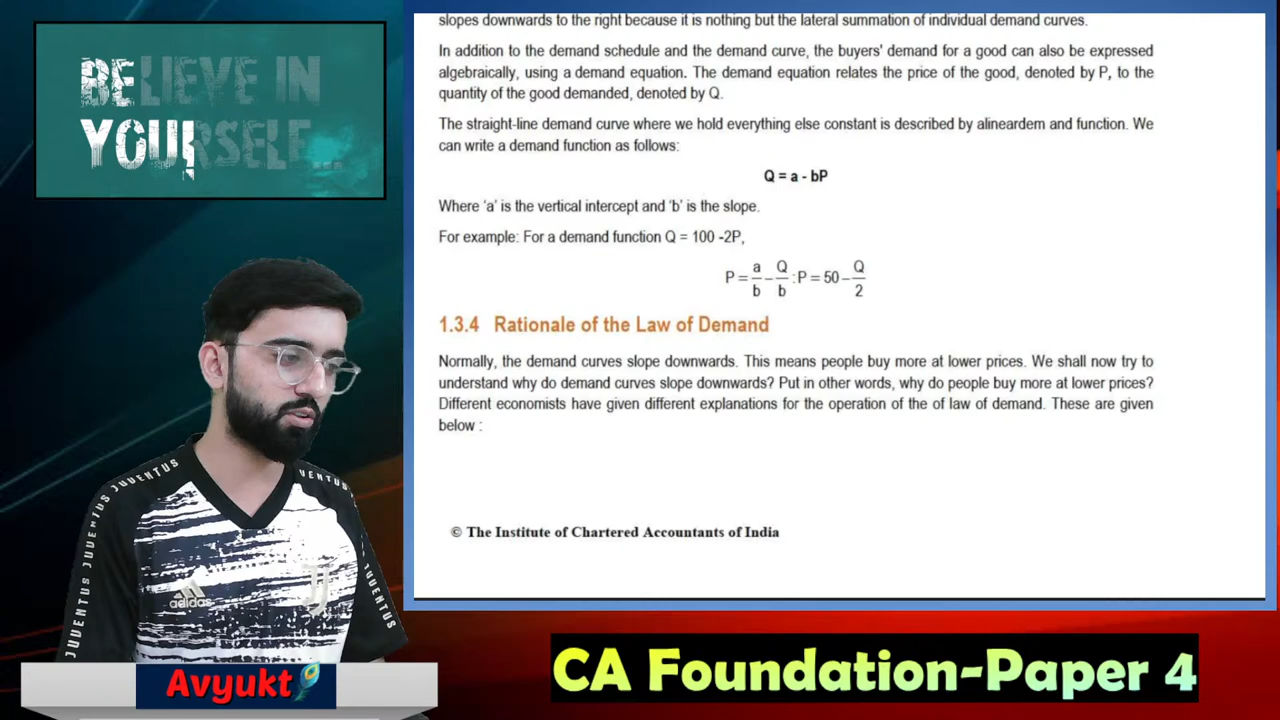 BELIEVE IN
YOURSELF...
slopes downwards to the right because it is nothing but the lateral summation of individual demand curves.
In addition to the demand schedule and the demand curve, the buyers' demand for a good can also be expressed
algebraically, using a demand equation. The demand equation relates the price of the good, denoted by P, to the
quantity of the good demanded, denoted by Q.
The straight-line demand curve where we hold everything else constant is described by alineardem and function. We
can write a demand function as follows:
Q = a - bP
Where 'a' is the vertical intercept and 'b' is the slope.
For example: For a demand function Q = 100 -2P,
P = a/b − Q/b :P = 50 − Q/2
1.3.4 Rationale of the Law of Demand
Normally, the demand curves slope downwards. This means people buy more at lower prices. We shall now try to
understand why do demand curves slope downwards? Put in other words, why do people buy more at lower prices?
Different economists have given different explanations for the operation of the of law of demand. These are given
below :
© The Institute of Chartered Accountants of India
JUVENTUS JUVENTUS JUVENTUS
JUVENTUS JUVENTUS
adidas
Avyukt
CA Foundation-Paper 4